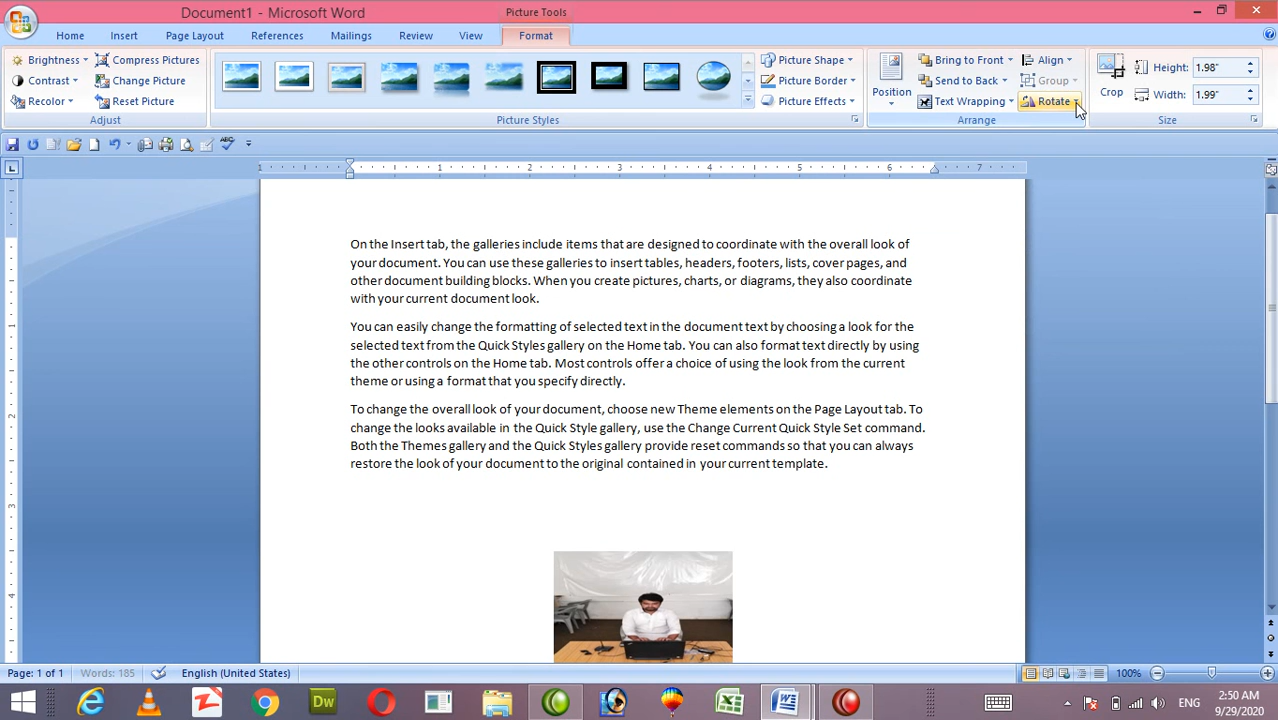 Document1 - Microsoft Word
Picture Tools
Home Insert Page Layout References Mailings Review View Format
Brightness Compress Pictures Picture Shape Bring to Front Align Height: 1.98"
Contrast Change Picture Picture Border Send to Back Group
Recolor Reset Picture Picture Effects Position Text Wrapping Rotate Crop Width: 1.99"
Adjust Picture Styles Arrange Size
1 1 2 3 4 5 6 7
On the Insert tab, the galleries include items that are designed to coordinate with the overall look of
your document. You can use these galleries to insert tables, headers, footers, lists, cover pages, and
other document building blocks. When you create pictures, charts, or diagrams, they also coordinate
with your current document look.
You can easily change the formatting of selected text in the document text by choosing a look for the
selected text from the Quick Styles gallery on the Home tab. You can also format text directly by using
the other controls on the Home tab. Most controls offer a choice of using the look from the current
theme or using a format that you specify directly.
To change the overall look of your document, choose new Theme elements on the Page Layout tab. To
change the looks available in the Quick Style gallery, use the Change Current Quick Style Set command.
Both the Themes gallery and the Quick Styles gallery provide reset commands so that you can always
restore the look of your document to the original contained in your current template.
1
2
3
4
Page: 1 of 1 Words: 185 English (United States) 100%
Dw ENG 2:50 AM
9/29/2020